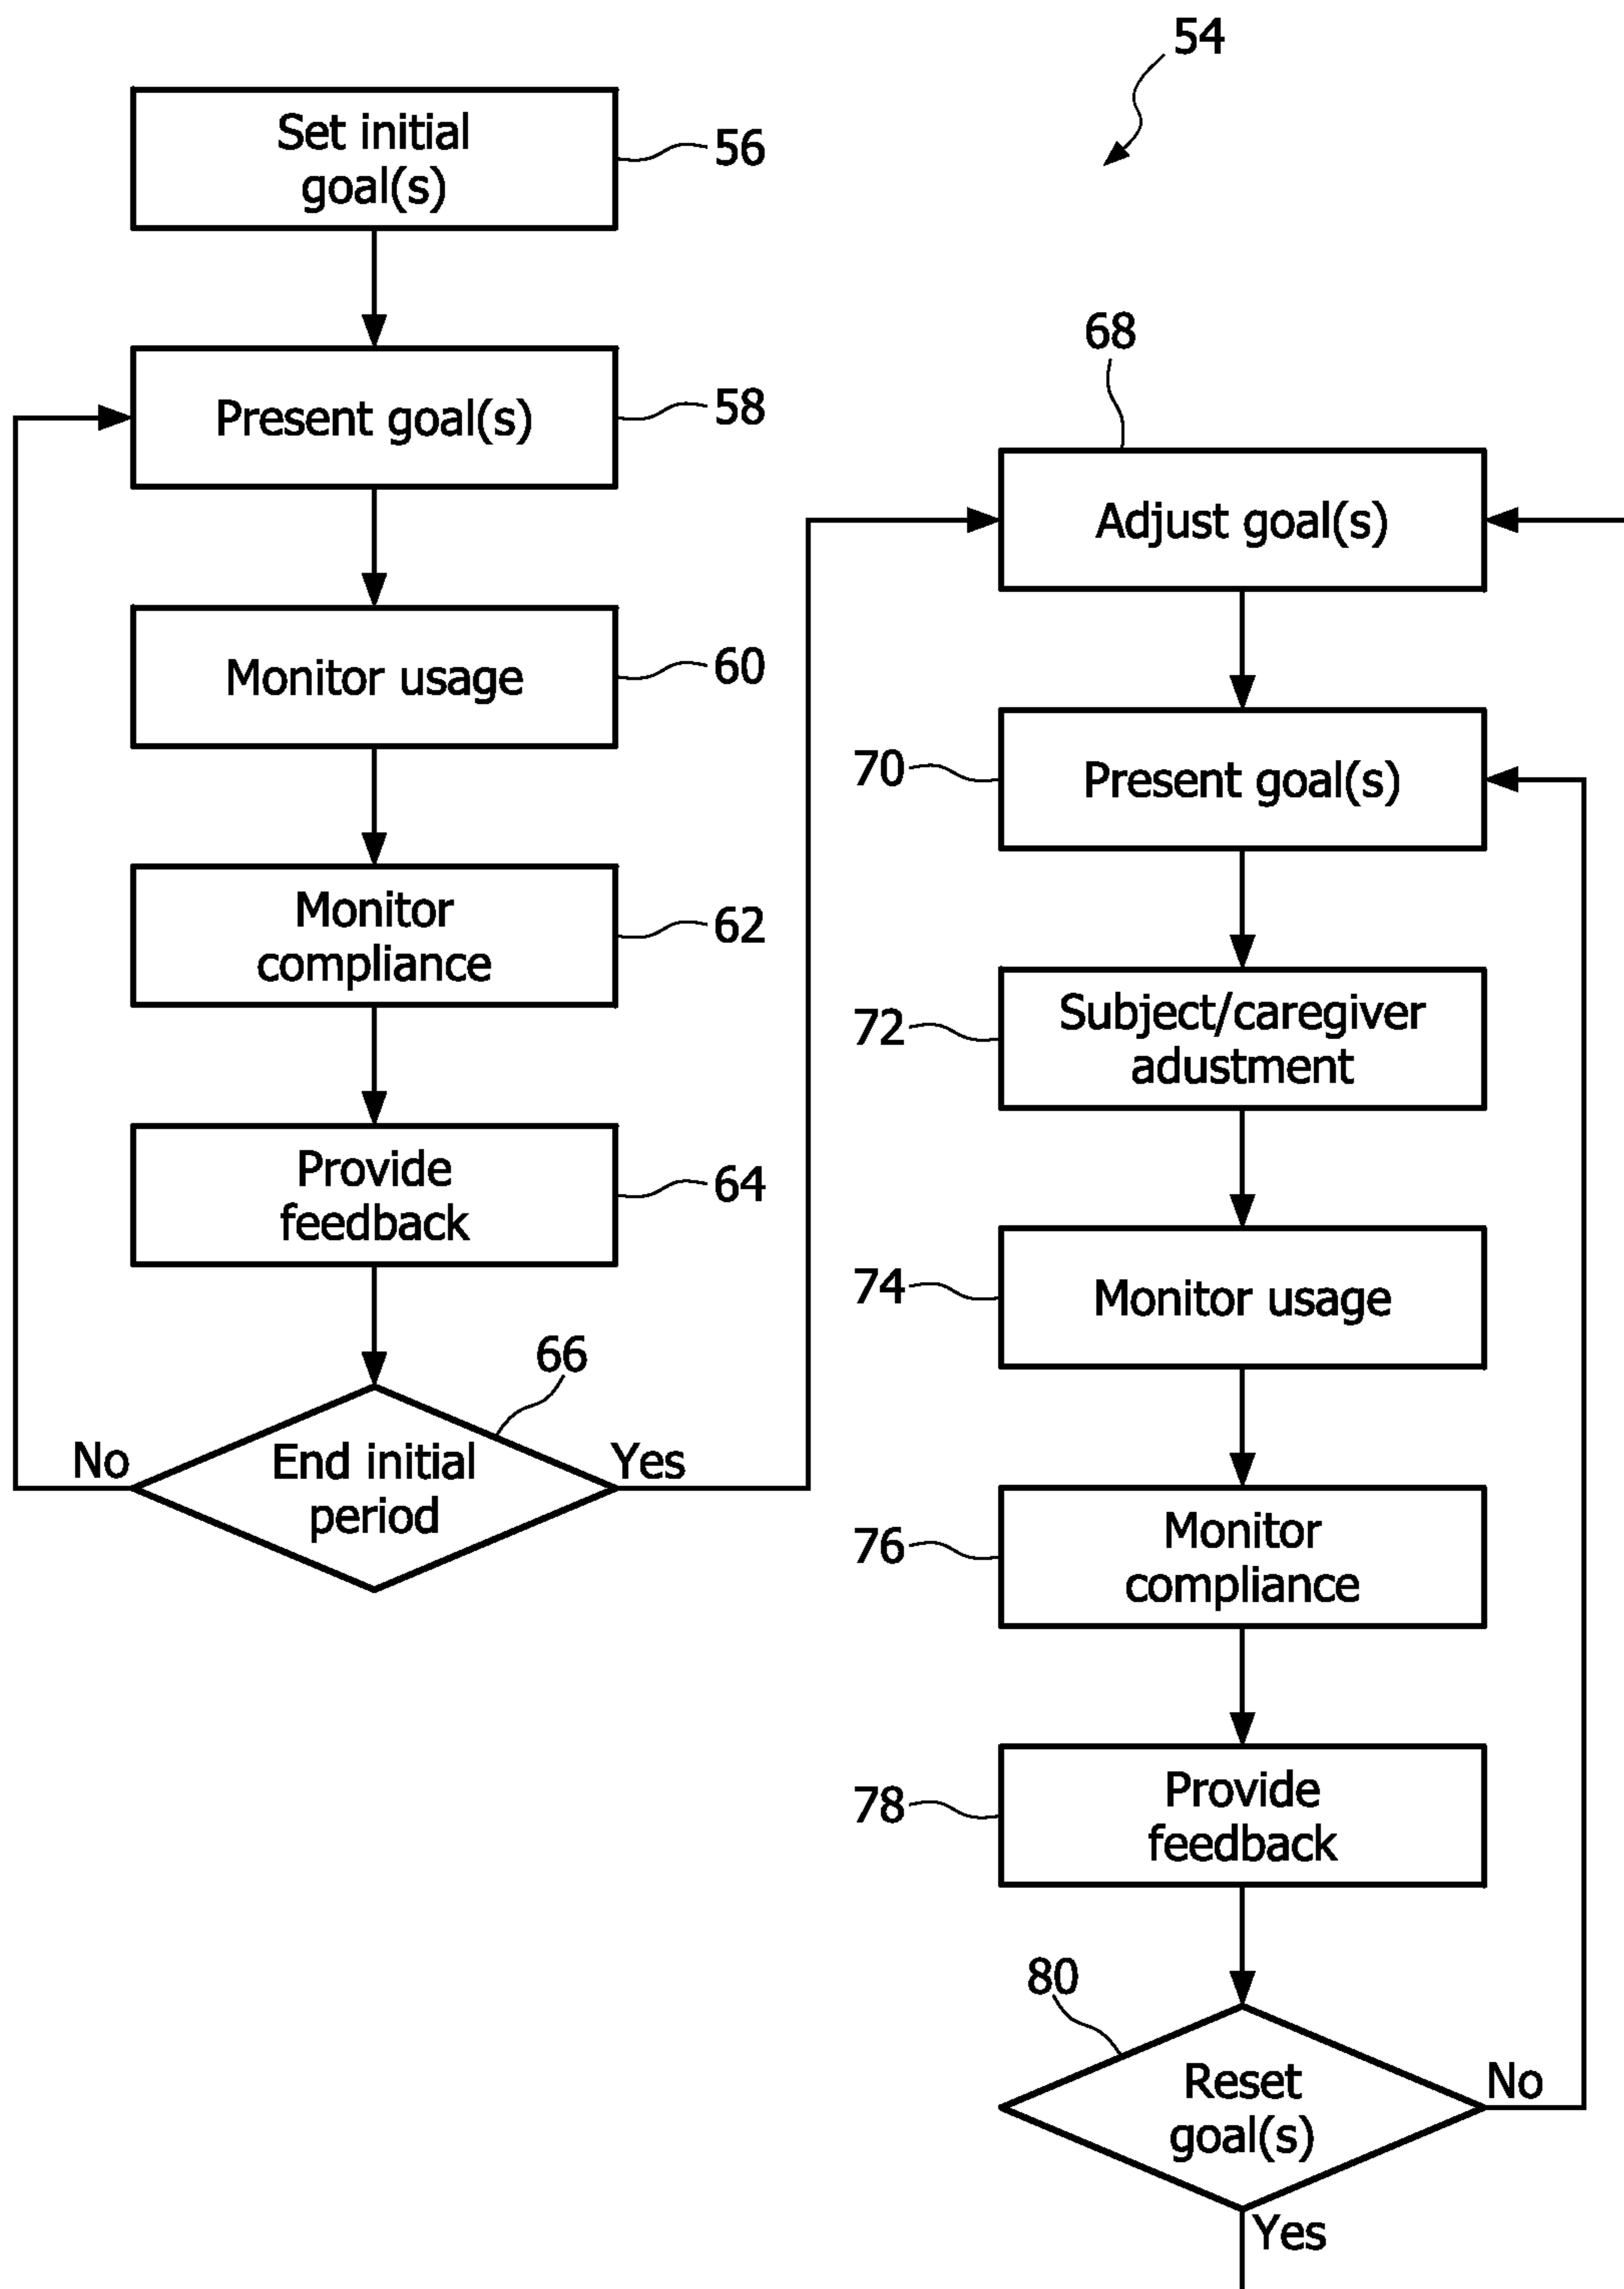 54
Set initial
goal(s)
56
Present goal(s)
58
Monitor usage
60
Monitor
compliance
62
Provide
feedback
64
66
End initial
period
No
Yes
68
Adjust goal(s)
70
Present goal(s)
72
Subject/caregiver
adustment
74
Monitor usage
76
Monitor
compliance
78
Provide
feedback
80
Reset
goal(s)
No
Yes